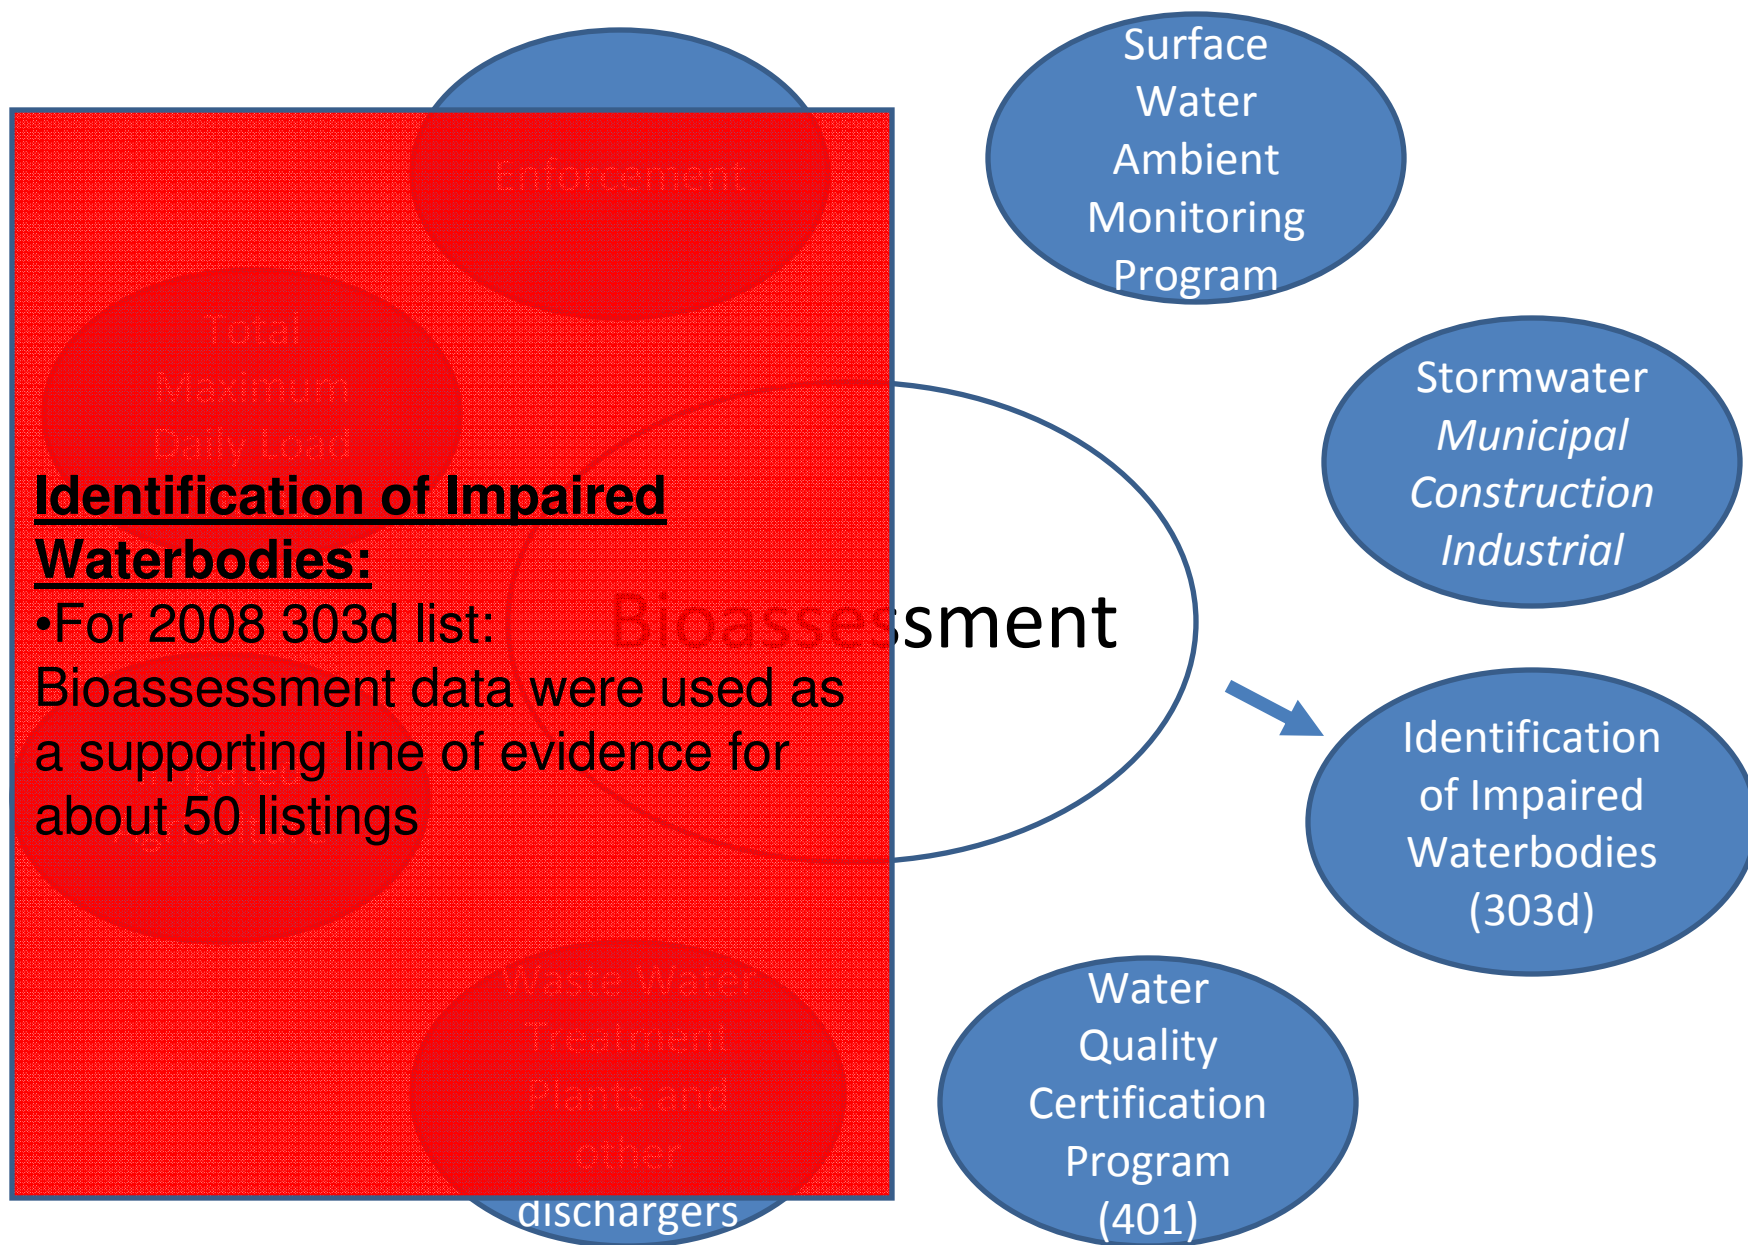 Surface
Water
Ambient
Monitoring
Program
Enforcement
Total
Maximum
Daily Load
Stormwater
Municipal
Construction
Industrial
Identification of Impaired
Waterbodies:
•For 2008 303d list:
Bioassessment data were used as
a supporting line of evidence for
about 50 listings
Bioassessment
Identification
of Impaired
Waterbodies
(303d)
Agriculture
Waste Water
Treatment
Plants and
other
dischargers
Water
Quality
Certification
Program
(401)